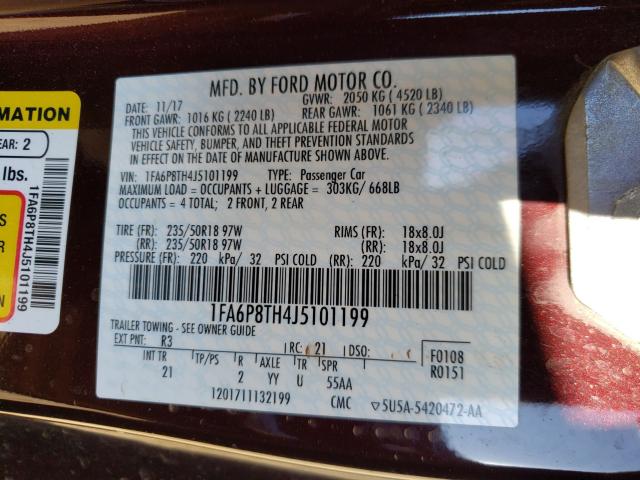 MFD. BY FORD MOTOR CO.
DATE: 11/17 GVWR: 2050 KG ( 4520 LB)
FRONT GAWR: 1016 KG ( 2240 LB) REAR GAWR: 1061 KG ( 2340 LB)
THIS VEHICLE CONFORMS TO ALL APPLICABLE FEDERAL MOTOR
VEHICLE SAFETY, BUMPER, AND THEFT PREVENTION STANDARDS
IN EFFECT ON THE DATE OF MANUFACTURE SHOWN ABOVE.
VIN: 1FA6P8TH4J5101199 TYPE: Passenger Car
MAXIMUM LOAD = OCCUPANTS + LUGGAGE = 303KG/ 668LB
OCCUPANTS = 4 TOTAL; 2 FRONT, 2 REAR
TIRE (FR): 235/50R18 97W RIMS (FR): 18x8.0J
(RR): 235/50R18 97W (RR): 18x8.0J
PRESSURE (FR): 220 kPa/ 32 PSI COLD (RR): 220 kPa/ 32 PSI COLD
1FA6P8TH4J5101199
TRAILER TOWING - SEE OWNER GUIDE
EXT PNT: R3 RC: 21 DSO: F0108
R0151
INT TR TP/PS R AXLE TR SPR
21 2 YY U 55AA
1201711132199 CMC 5U5A-5420472-AA
RMATION
EAR: 2
lbs.
1FA6P8TH4J5101199